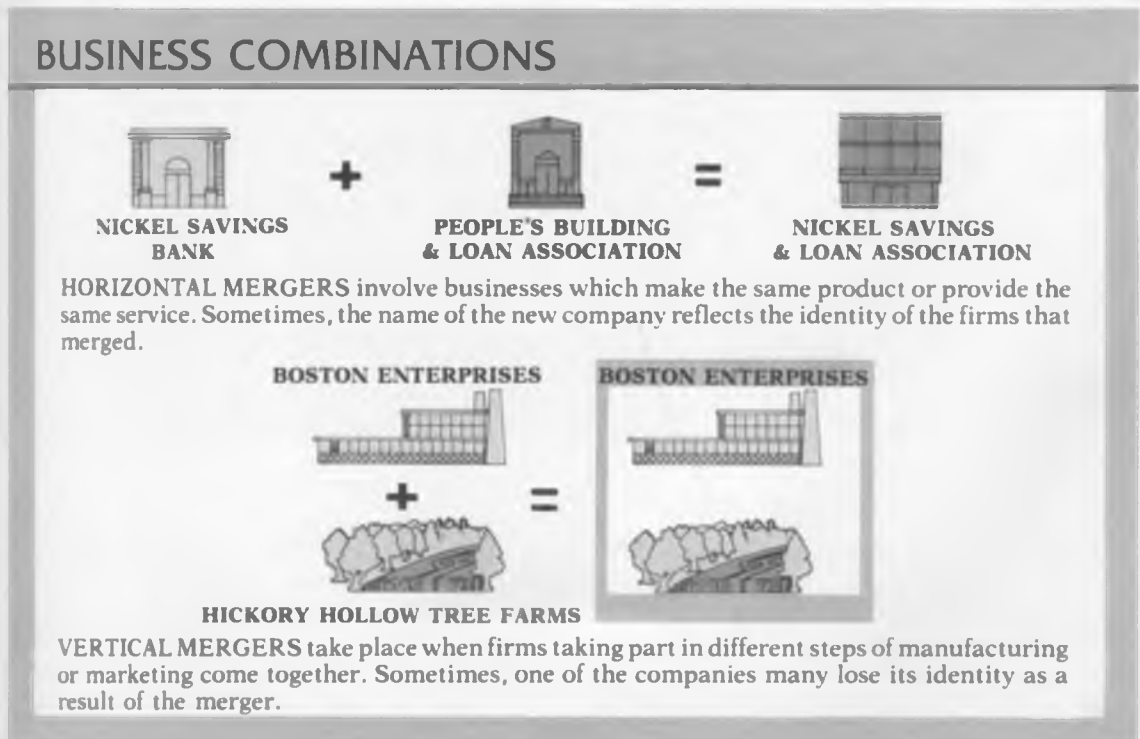 BUSINESS COMBINATIONS
+
=
NICKEL SAVINGS
BANK
PEOPLE'S BUILDING
& LOAN ASSOCIATION
NICKEL SAVINGS
& LOAN ASSOCIATION
HORIZONTAL MERGERS involve businesses which make the same product or provide the
same service. Sometimes, the name of the new company reflects the identity of the firms that
merged.
BOSTON ENTERPRISES
BOSTON ENTERPRISES
+
=
HICKORY HOLLOW TREE FARMS
VERTICAL MERGERS take place when firms taking part in different steps of manufacturing
or marketing come together. Sometimes, one of the companies many lose its identity as a
result of the merger.